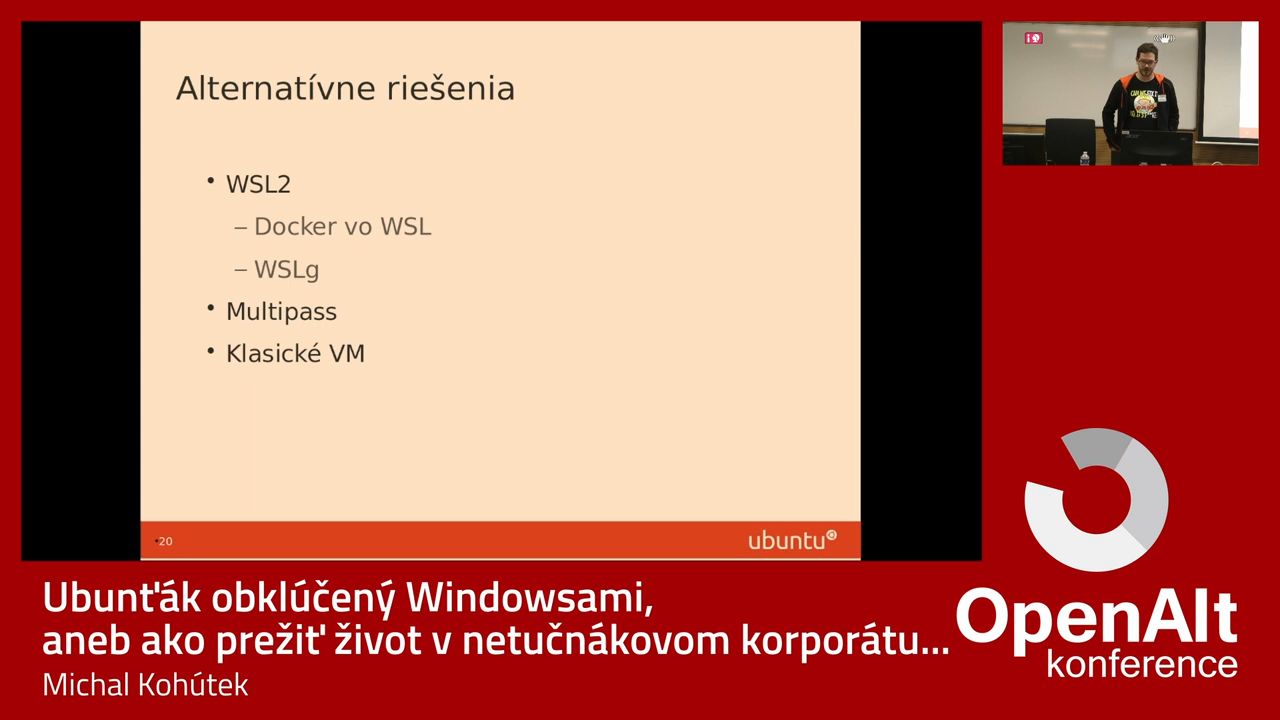 Alternatívne riešenia
• WSL2
– Docker vo WSL
– WSLg
• Multipass
• Klasické VM
•20
ubuntu
Ubunťák obklúčený Windowsami,
aneb ako prežiť život v netučnákovom korporátu...
Michal Kohútek
OpenAlt
konference